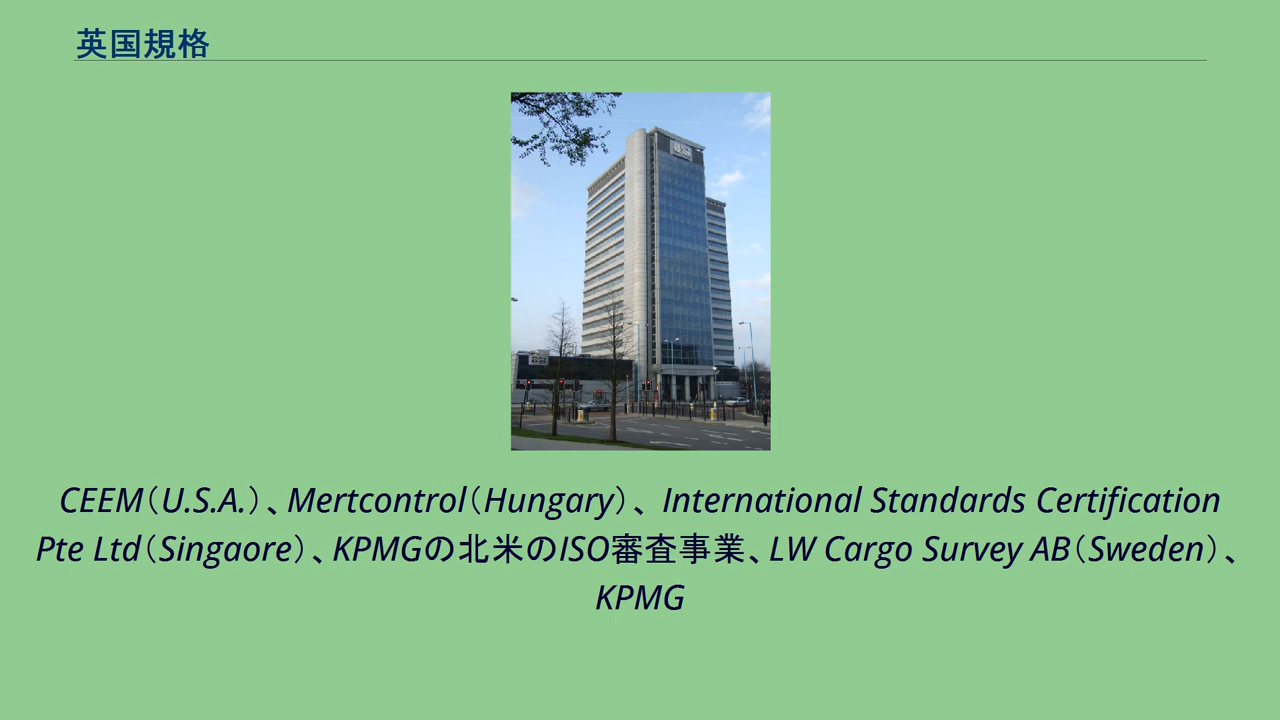 英国規格
BSI
CEEM（U.S.A.）、Mertcontrol（Hungary）、International Standards Certification
Pte Ltd（Singaore）、KPMGの北米のISO審査事業、LW Cargo Survey AB（Sweden）、
KPMG